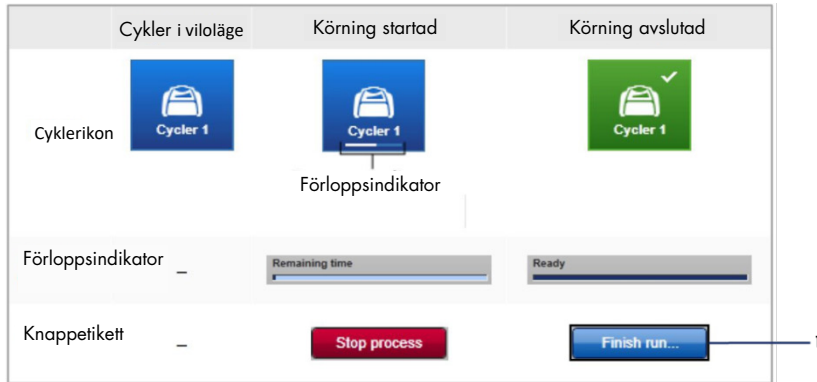 Cykler i viloläge Körning startad Körning avslutad
Cyklerikon Cycler 1 Cycler 1 Cycler 1
Förloppsindikator
Förloppsindikator – Remaining time Ready
Knappetikett – Stop process Finish run... 1